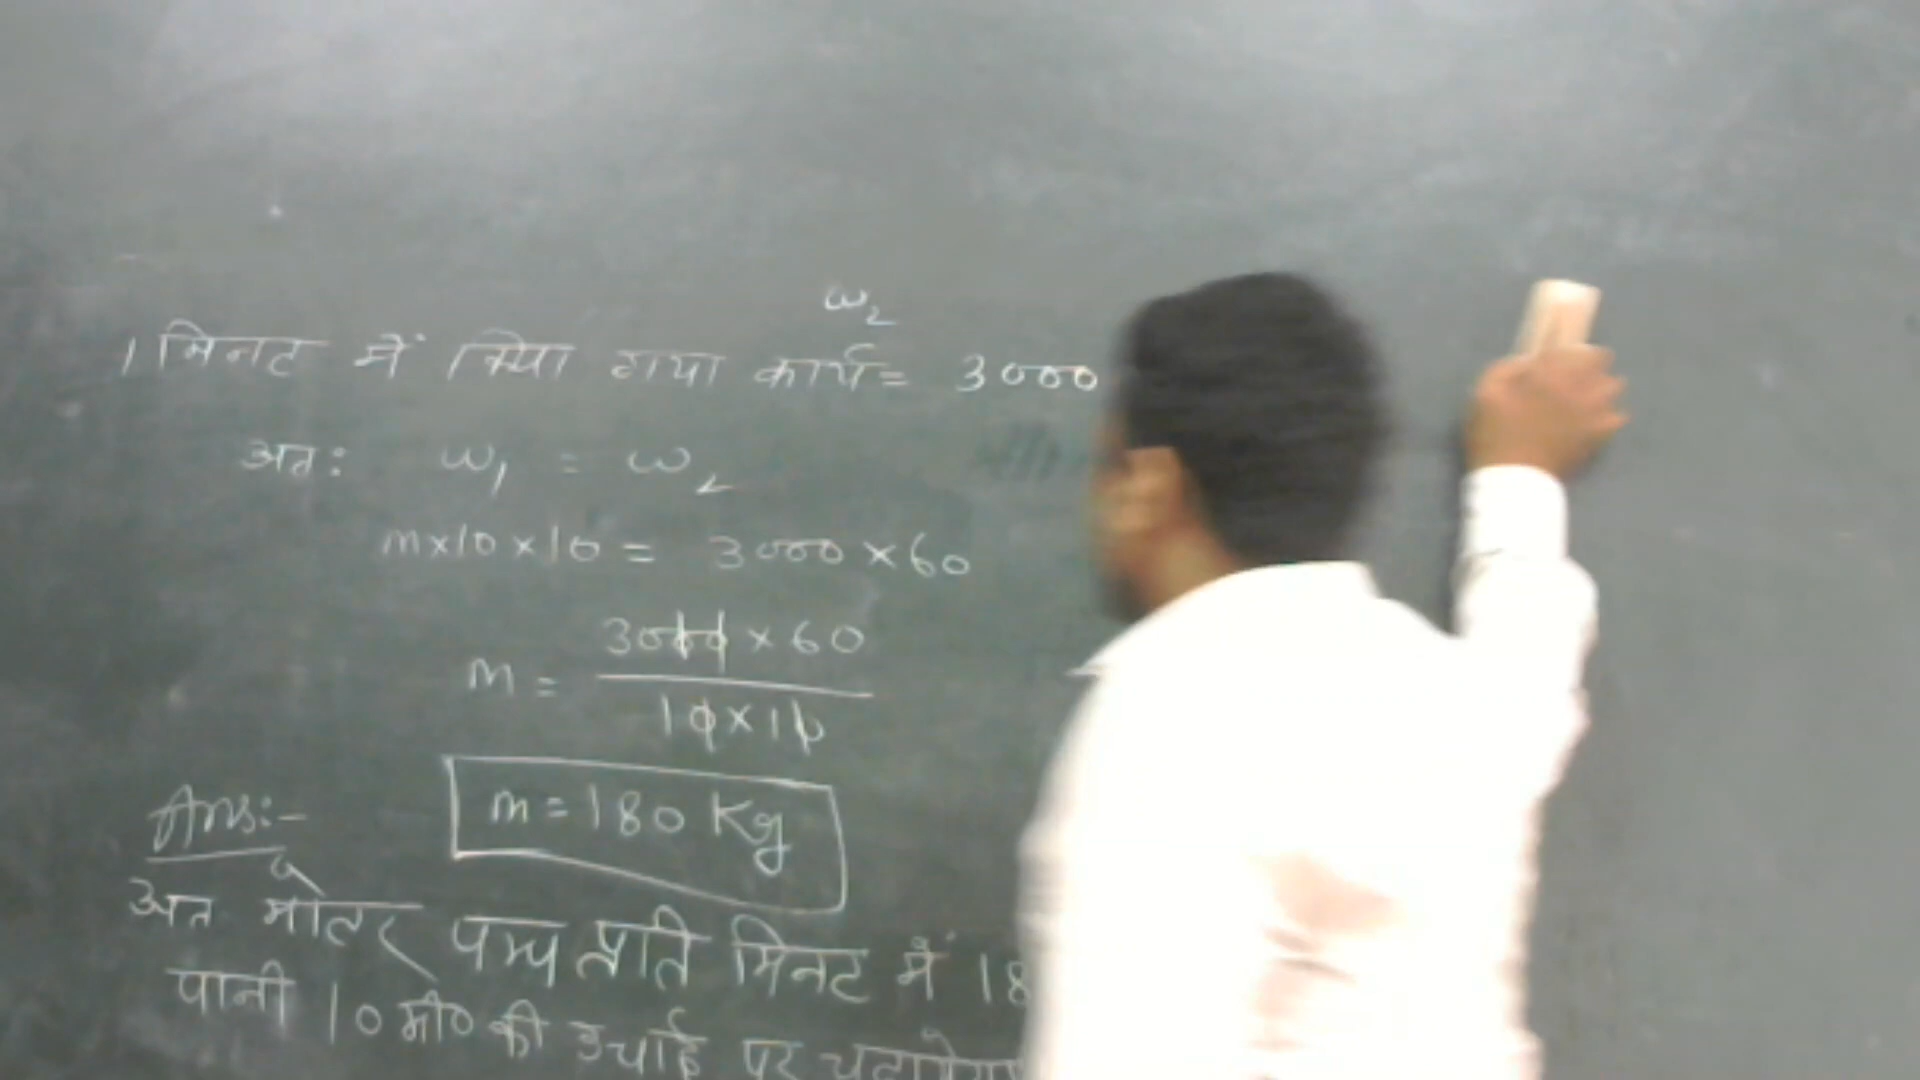 ω₂
1 मिनट में किया गया कार्य = 3000
अतः ω₁ = ω₂
m×10×10 = 3000×60
3000×60
m =
10×10
m = 180 Kg
Ans:-
अत मोटर पम्प प्रति मिनट में 18
पानी 10 मी० की उचाई पर